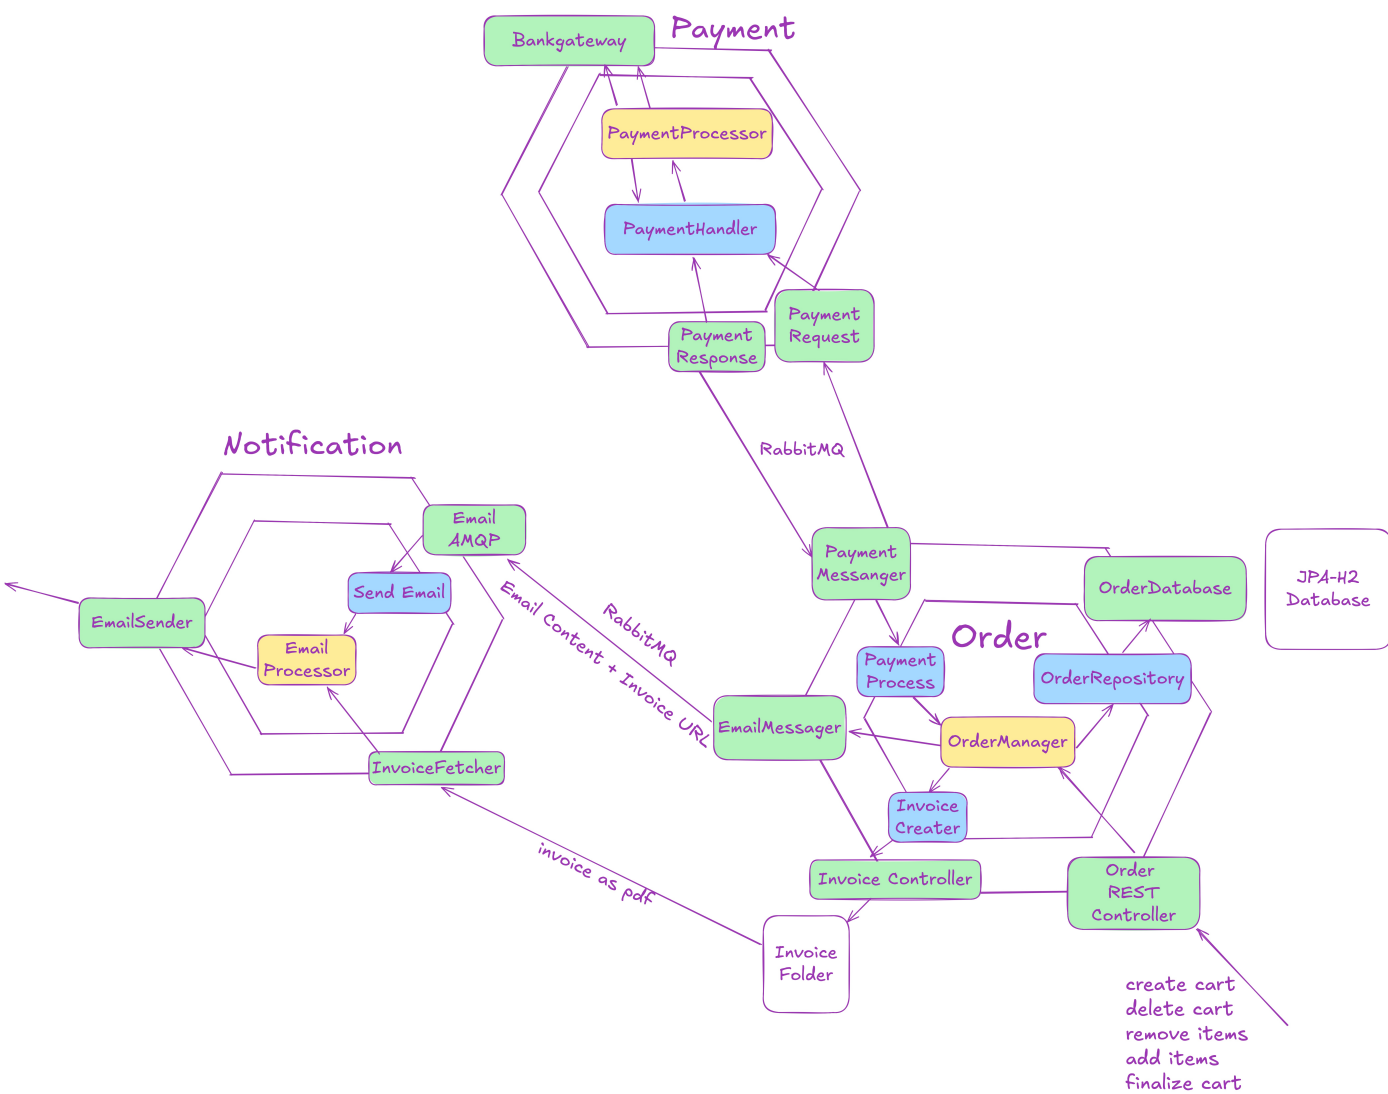 Payment
Bankgateway
PaymentProcessor
PaymentHandler
Payment
Request
Payment
Response
RabbitMQ
Notification
Email
AMQP
Send Email
EmailSender
Email
Processor
InvoiceFetcher
RabbitMQ
Email Content + Invoice URL
invoice as pdf
Payment
Messanger
OrderDatabase
JPA-H2
Database
Order
Payment
Process
OrderRepository
EmailMessager
OrderManager
Invoice
Creater
Invoice Controller
Order
REST
Controller
Invoice
Folder
create cart
delete cart
remove items
add items
finalize cart